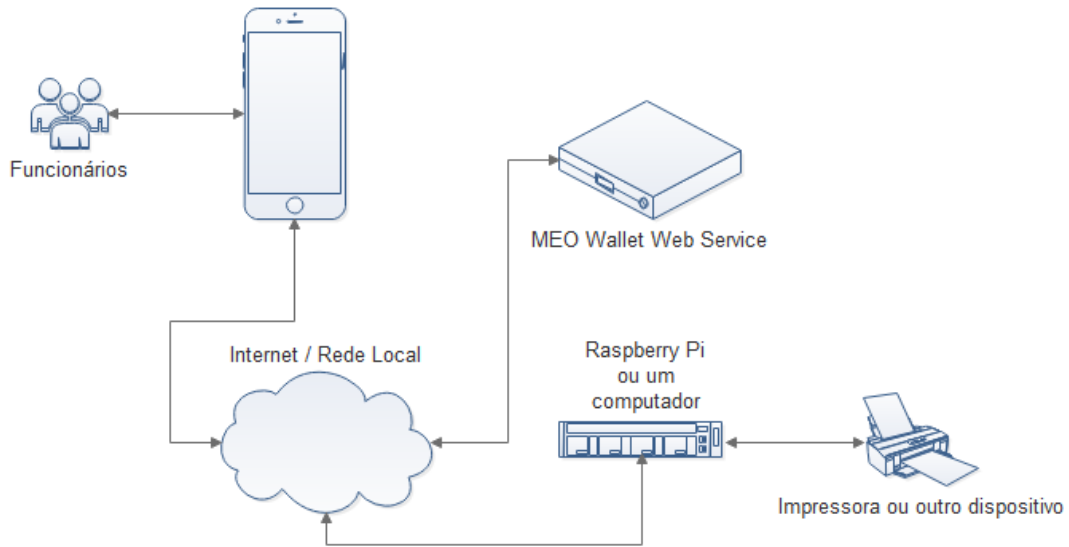 Funcionários
MEO Wallet Web Service
Internet / Rede Local
Raspberry Pi
ou um
computador
Impressora ou outro dispositivo